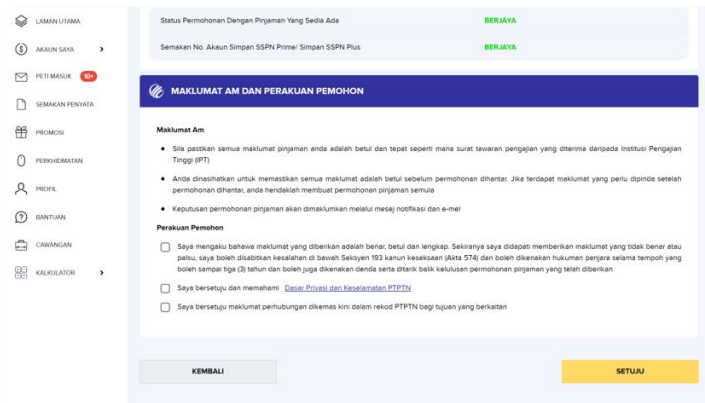 LAMAN UTAMA
AKAUN SAYA
PETI MASUK 10+
SEMAKAN PENYATA
PROMOSI
PERKHIDMATAN
PROFIL
BANTUAN
CAWANGAN
KALKULATOR
Status Permohonan Dengan Pinjaman Yang Sedia Ada BERJAYA
Semakan No. Akaun Simpan SSPN Prime/ Simpan SSPN Plus BERJAYA
MAKLUMAT AM DAN PERAKUAN PEMOHON
Maklumat Am
Sila pastikan semua maklumat pinjaman anda adalah betul dan tepat seperti mana surat tawaran pengajian yang diterima daripada Institusi Pengajian
Tinggi (IPT)
Anda dinasihatkan untuk memastikan semua maklumat adalah betul sebelum permohonan dihantar. Jika terdapat maklumat yang perlu dipinda setelah
permohonan dihantar, anda hendaklah membuat permohonan pinjaman semula
Keputusan permohonan pinjaman akan dimaklumkan melalui mesej notifikasi dan e-mel
Perakuan Pemohon
Saya mengaku bahawa maklumat yang diberikan adalah benar, betul dan lengkap. Sekiranya saya didapati memberikan maklumat yang tidak benar atau
palsu, saya boleh disabitkan kesalahan di bawah Seksyen 193 kanun keseksaan (Akta 574) dan boleh dikenakan hukuman penjara selama tempoh yang
boleh sampai tiga (3) tahun dan boleh juga dikenakan denda serta ditarik balik kelulusan permohonan pinjaman yang telah diberikan
Saya bersetuju dan memahami Dasar Privasi dan Keselamatan PTPTN
Saya bersetuju maklumat perhubungan dikemas kini dalam rekod PTPTN bagi tujuan yang berkaitan
KEMBALI
SETUJU